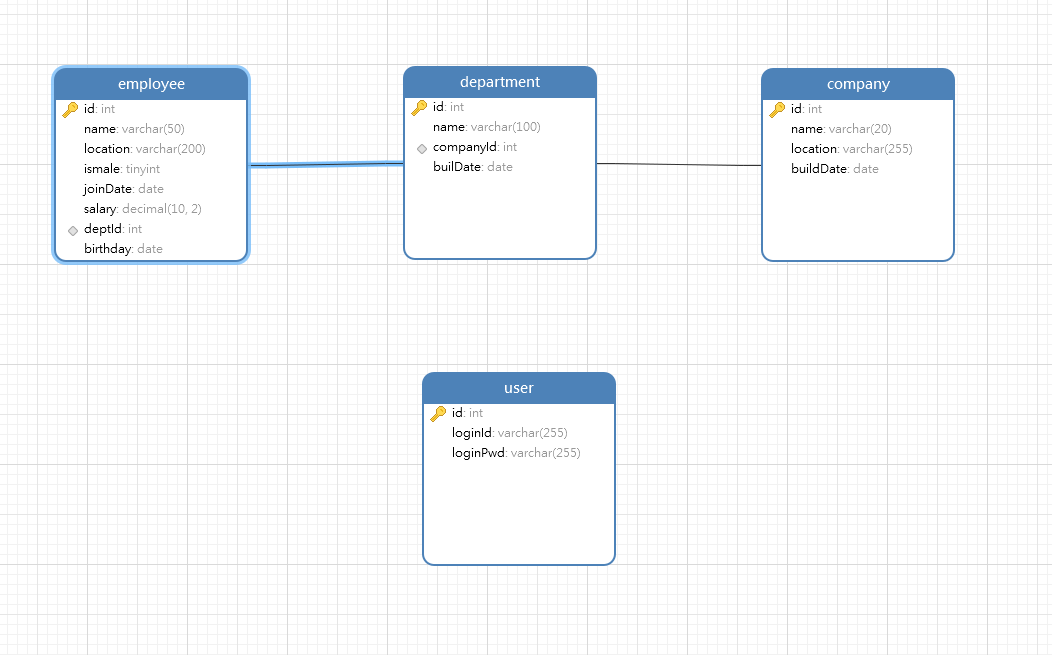 employee
id: int
name: varchar(50)
location: varchar(200)
ismale: tinyint
joinDate: date
salary: decimal(10, 2)
deptId: int
birthday: date
department
id: int
name: varchar(100)
companyId: int
builDate: date
company
id: int
name: varchar(20)
location: varchar(255)
buildDate: date
user
id: int
loginId: varchar(255)
loginPwd: varchar(255)